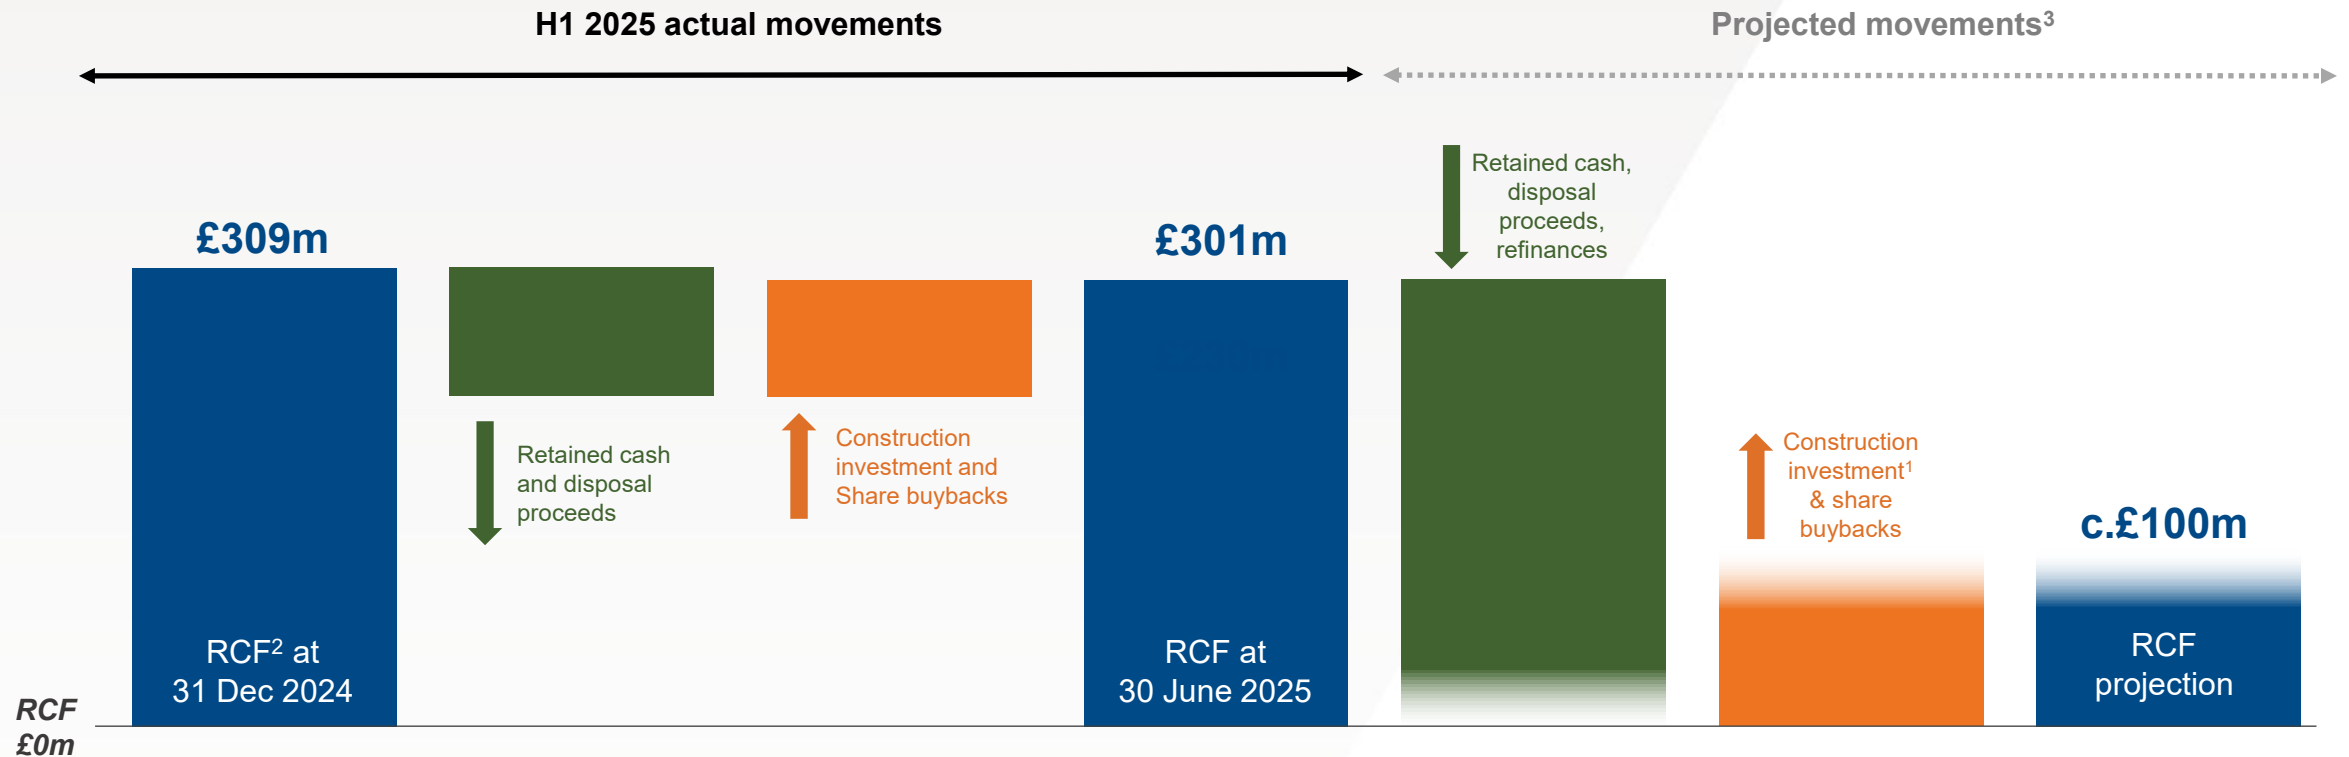 H1 2025 actual movements
Projected movements³
Retained cash,
disposal
proceeds,
refinances
£309m
£301m
Retained cash
and disposal
proceeds
Construction
investment and
Share buybacks
Construction
investment¹
& share
buybacks
c.£100m
RCF² at
31 Dec 2024
RCF at
30 June 2025
RCF
projection
RCF
£0m